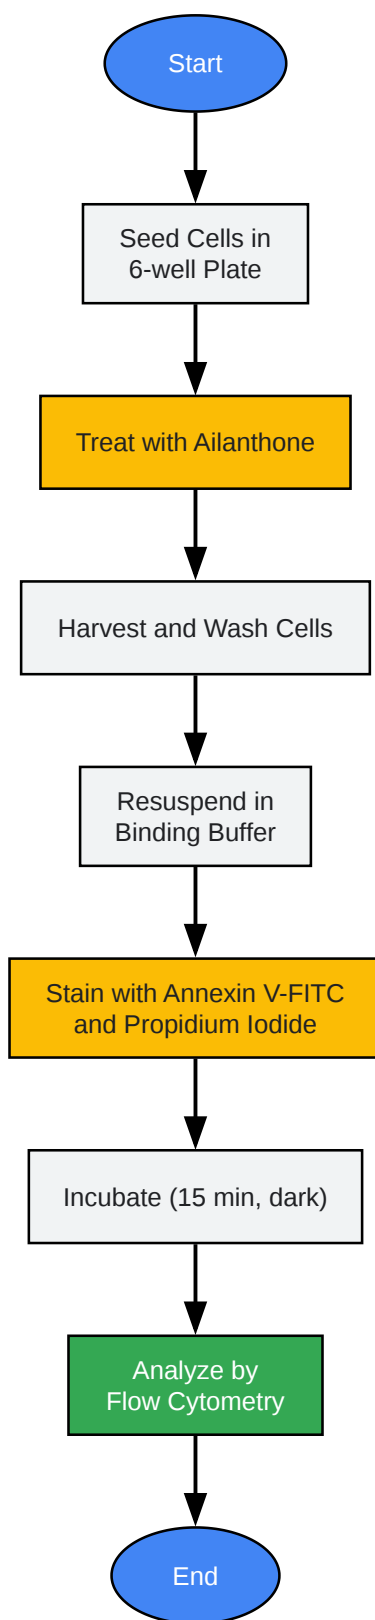 Start
Seed Cells in
6-well Plate
Treat with Ailanthone
Harvest and Wash Cells
Resuspend in
Binding Buffer
Stain with Annexin V-FITC
and Propidium Iodide
Incubate (15 min, dark)
Analyze by
Flow Cytometry
End